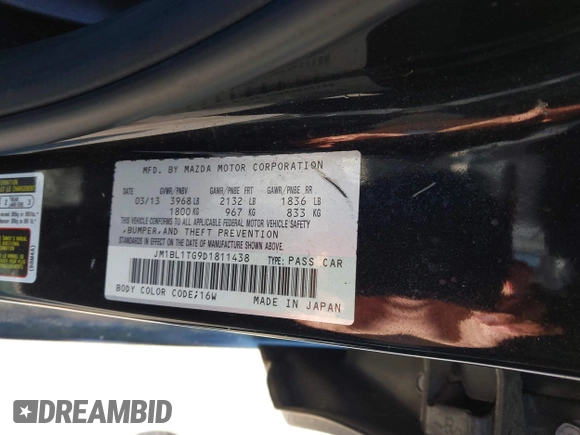 MFD. BY MAZDA MOTOR CORPORATION
DATE GVWR/PNBV GAWR/PNBE FRT GAWR/PNBE RR
03/13 3968 LB 2132 LB 1836 LB
1800 KG 967 KG 833 KG
THIS VEHICLE CONFORMS TO ALL APPLICABLE FEDERAL MOTOR VEHICLE SAFETY
, BUMPER, AND THEFT PREVENTION
STANDARDS IN EFFECT ON THE DATE OF MANUFACTURE SHOWN ABOVE.
JM1BL1TG9D1811438 TYPE: PASS CAR
BODY COLOR CODE;16W MADE IN JAPAN
DREAMBID